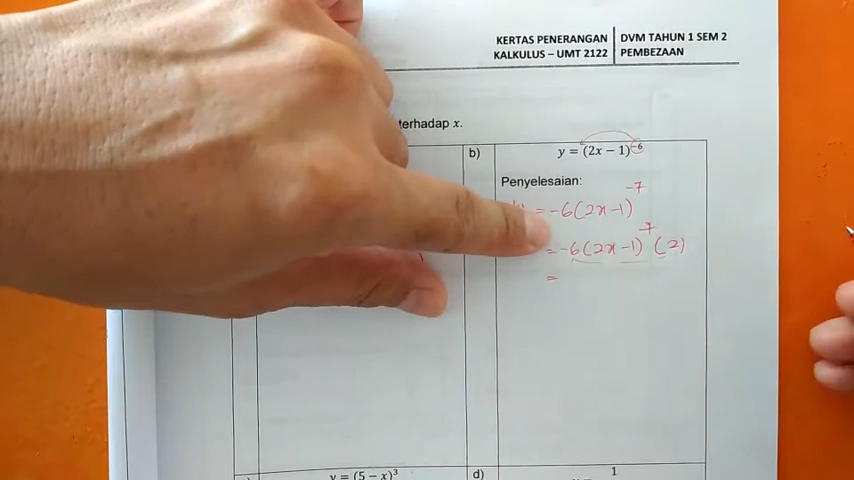 KERTAS PENERANGAN DVM TAHUN 1 SEM 2
KALKULUS – UMT 2122 PEMBEZAAN
terhadap x.
b) y = (2x − 1)⁻⁶
Penyelesaian:
= -6(2x-1)⁻⁷
= -6(2x-1)⁻⁷ (2)
=
y = (5 − x)³
d) 1